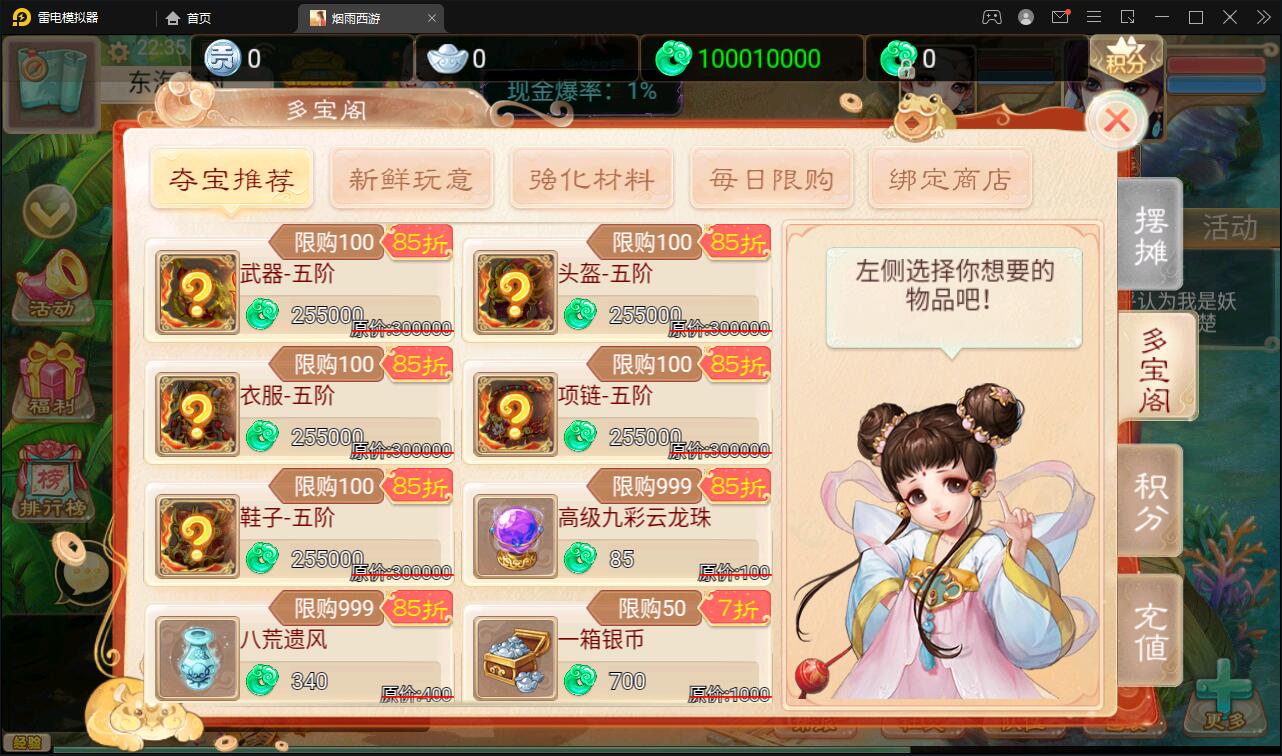 雷电模拟器
首页
烟雨西游
22:35
贡 0
0
100010000
0
积分
现金爆率：1%
多宝阁
夺宝推荐
新鲜玩意
强化材料
每日限购
绑定商店
限购100
85折
武器-五阶
255000
原价:300000
限购100
85折
头盔-五阶
255000
原价:300000
限购100
85折
衣服-五阶
255000
原价:300000
限购100
85折
项链-五阶
255000
原价:300000
限购100
85折
鞋子-五阶
255000
原价:300000
限购999
85折
高级九彩云龙珠
85
原价:100
限购999
85折
八荒遗风
340
原价:400
限购50
7折
一箱银币
700
原价:1000
左侧选择你想要的
物品吧！
摆摊
多宝阁
积分
充值
活动
认为我是妖
楚
活动
福利
榜
排行榜
更多
经验